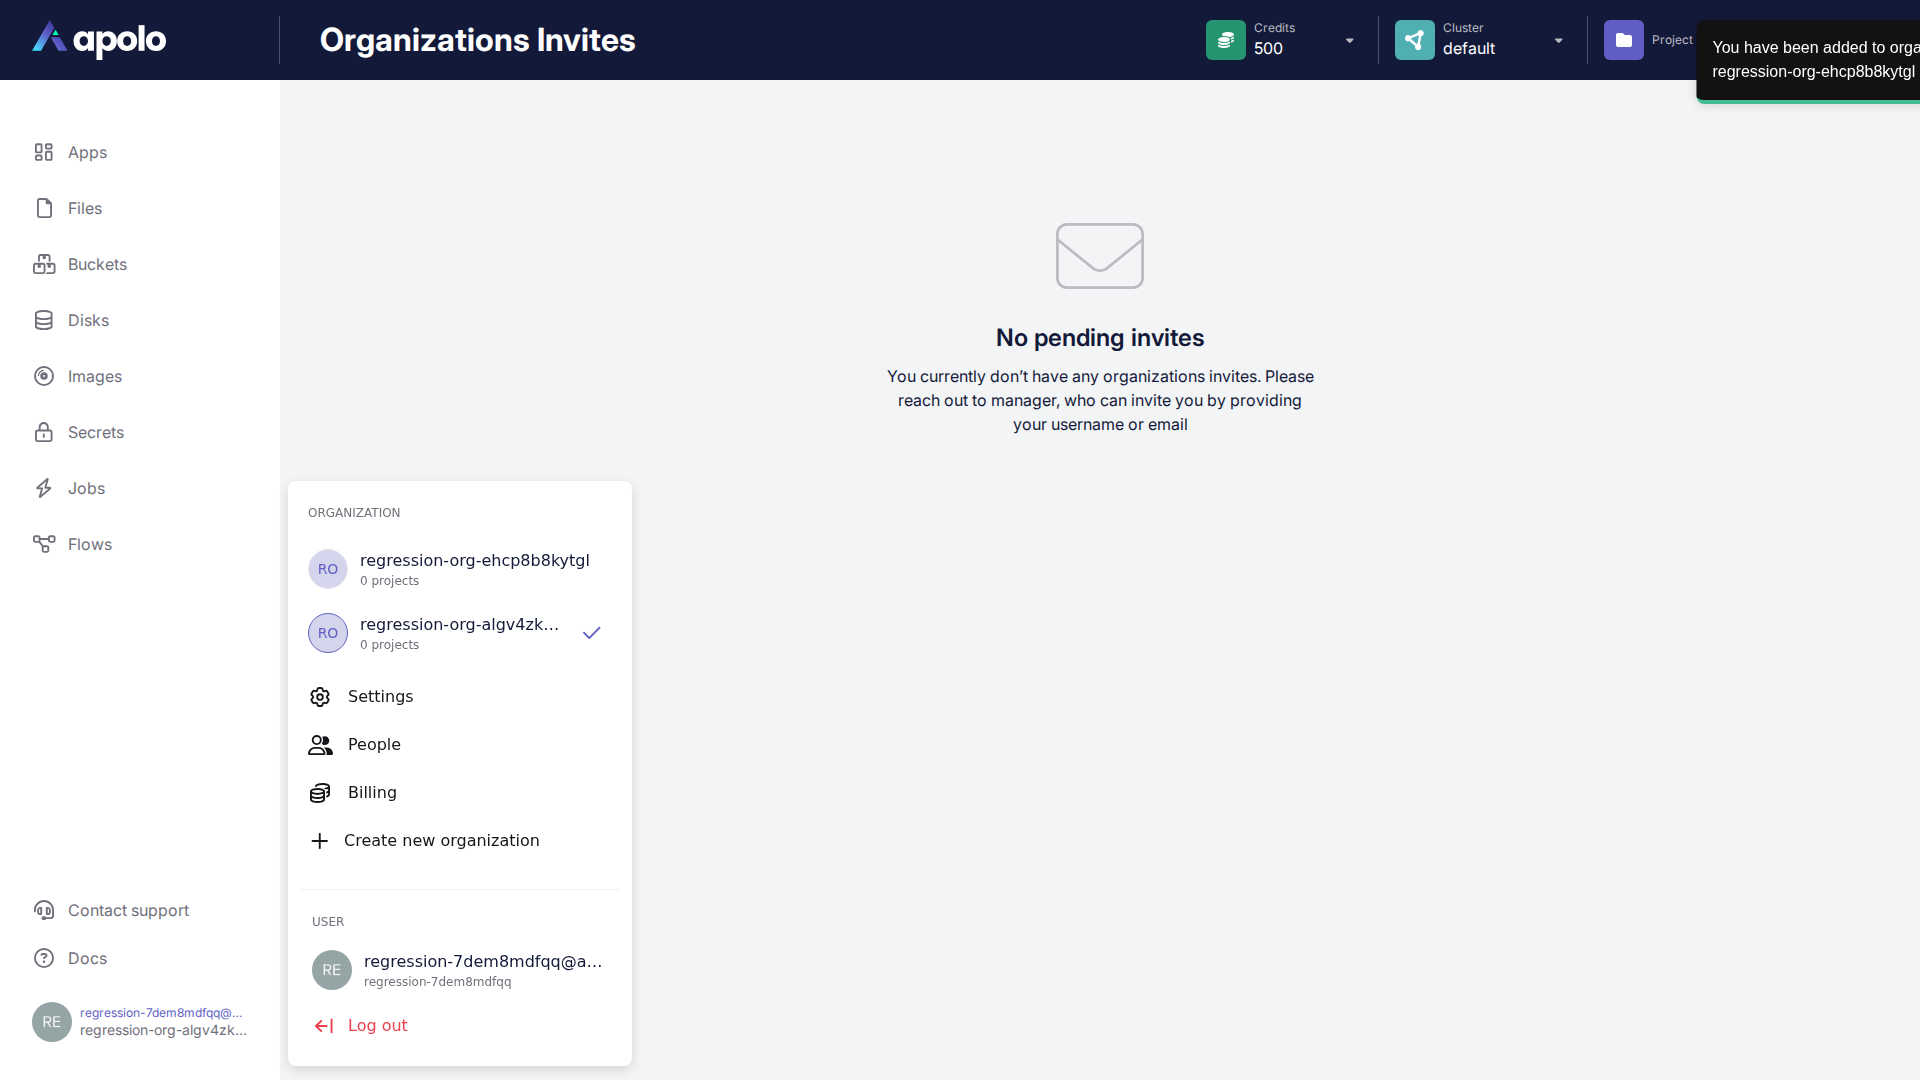 apolo
Organizations Invites
Credits
500
Cluster
default
Project
You have been added to orga
regression-org-ehcp8b8kytgl
Apps
Files
Buckets
Disks
Images
Secrets
Jobs
Flows
No pending invites
You currently don’t have any organizations invites. Please
reach out to manager, who can invite you by providing
your username or email
ORGANIZATION
RO
regression-org-ehcp8b8kytgl
0 projects
RO
regression-org-algv4zk...
0 projects
Settings
People
Billing
Create new organization
USER
RE
regression-7dem8mdfqq@a...
regression-7dem8mdfqq
Log out
Contact support
Docs
RE
regression-7dem8mdfqq@...
regression-org-algv4zk...